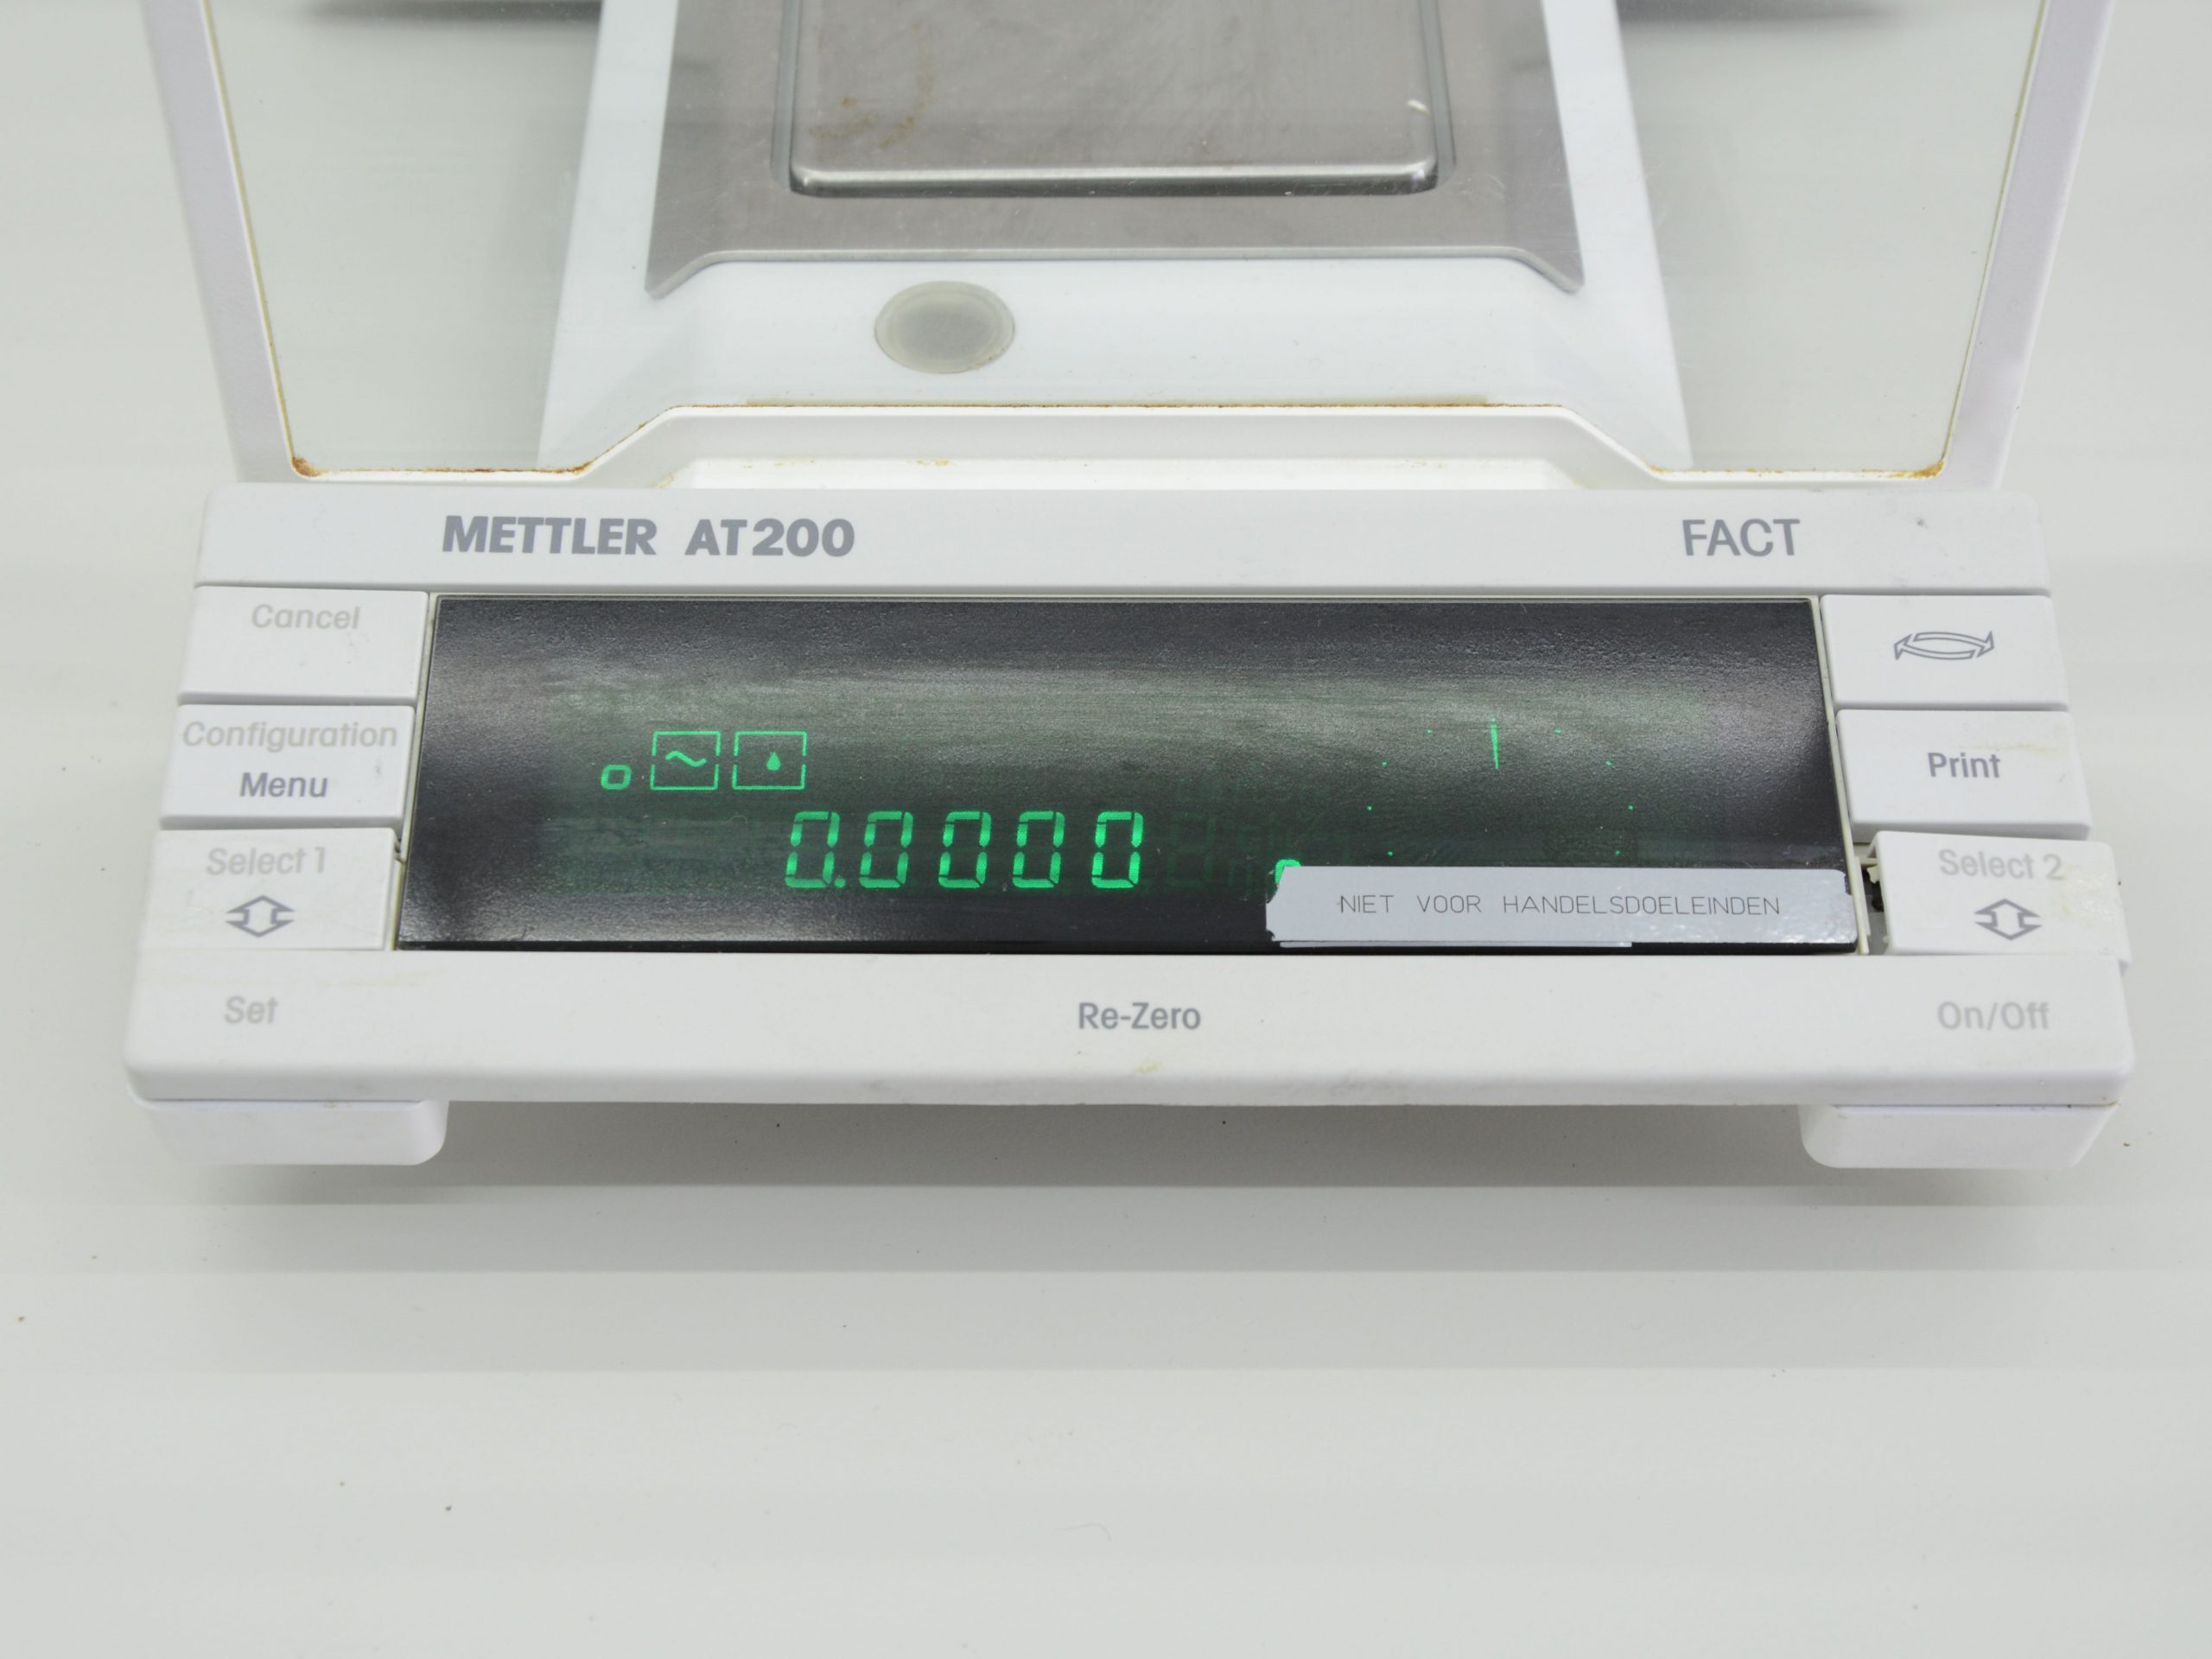 METTLER AT200 FACT
Cancel
Configuration
Menu
Print
0.0000
Select 1
Select 2
NIET VOOR HANDELSDOELEINDEN
Set Re-Zero On/Off